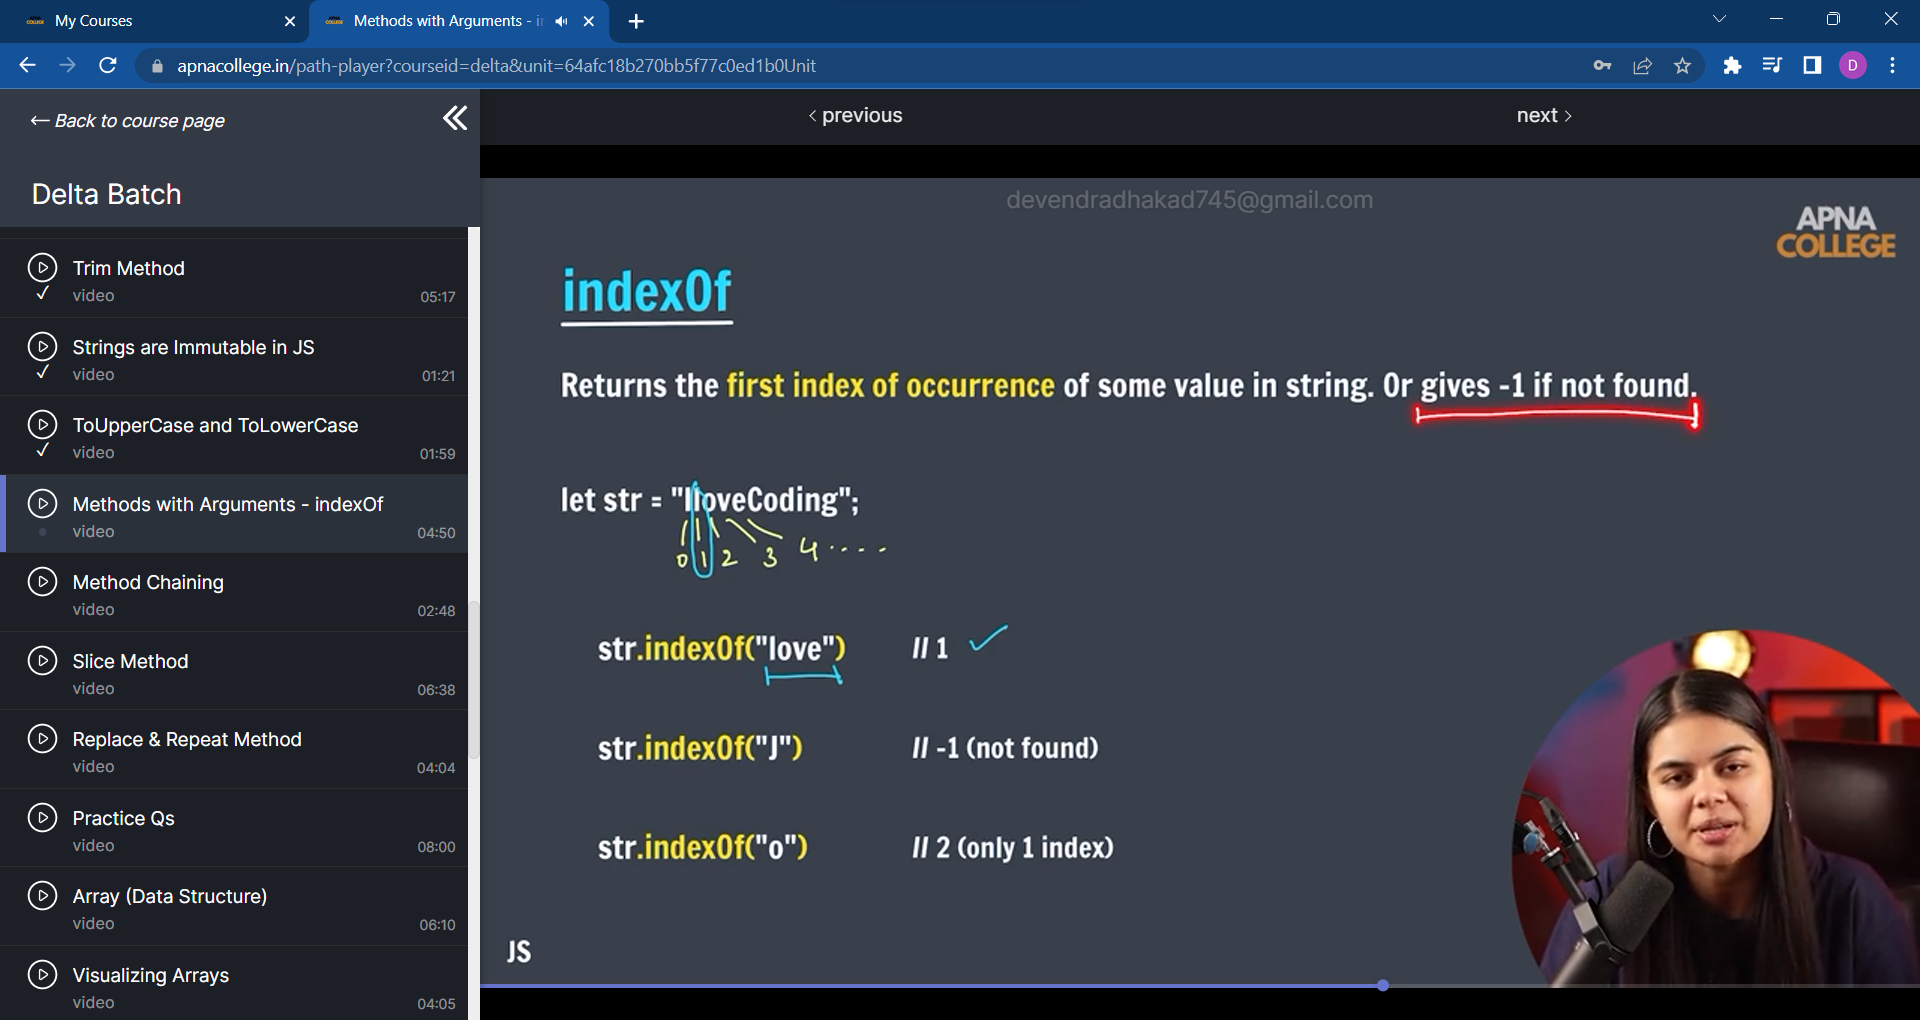 My Courses
Methods with Arguments - in
apnacollege.in/path-player?courseid=delta&unit=64afc18b270bb5f77c0ed1b0Unit
D
← Back to course page
‹ previous
next ›
Delta Batch
Trim Method
video
05:17
Strings are Immutable in JS
video
01:21
ToUpperCase and ToLowerCase
video
01:59
Methods with Arguments - indexOf
video
04:50
Method Chaining
video
02:48
Slice Method
video
06:38
Replace & Repeat Method
video
04:04
Practice Qs
video
08:00
Array (Data Structure)
video
06:10
Visualizing Arrays
video
04:05
devendradhakad745@gmail.com
APNA
COLLEGE
indexOf
Returns the first index of occurrence of some value in string. Or gives -1 if not found.
let str = "IloveCoding";
0 1 2 3 4 ....
str.indexOf("love") // 1
str.indexOf("J") // -1 (not found)
str.indexOf("o") // 2 (only 1 index)
JS